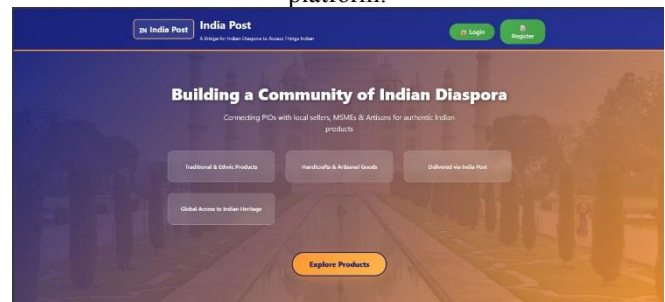 platform.
IN India Post
India Post
A Bridge for Indian Diaspora to Access Things Indian
Login
Register
Building a Community of Indian Diaspora
Connecting PIOs with local sellers, MSMEs & Artisans for authentic Indian
products
Traditional & Ethnic Products
Handicrafts & Artisanal Goods
Delivered via India Post
Global Access to Indian Heritage
Explore Products